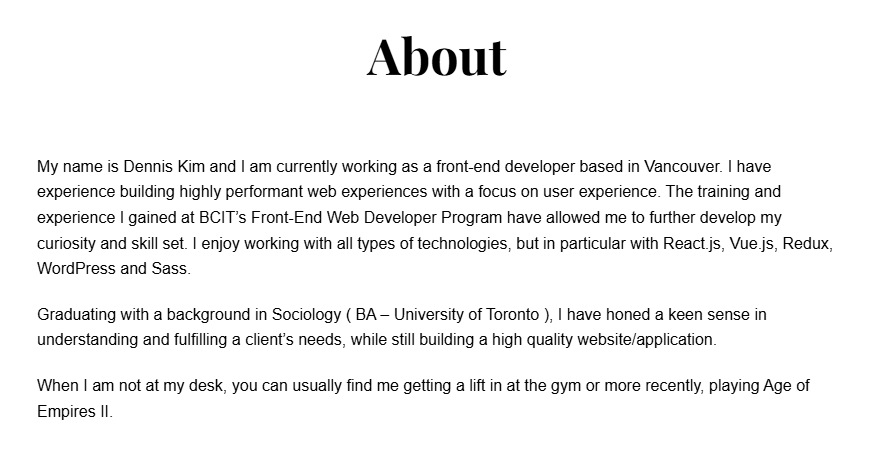 About
My name is Dennis Kim and I am currently working as a front-end developer based in Vancouver. I have
experience building highly performant web experiences with a focus on user experience. The training and
experience I gained at BCIT’s Front-End Web Developer Program have allowed me to further develop my
curiosity and skill set. I enjoy working with all types of technologies, but in particular with React.js, Vue.js, Redux,
WordPress and Sass.
Graduating with a background in Sociology ( BA – University of Toronto ), I have honed a keen sense in
understanding and fulfilling a client’s needs, while still building a high quality website/application.
When I am not at my desk, you can usually find me getting a lift in at the gym or more recently, playing Age of
Empires II.